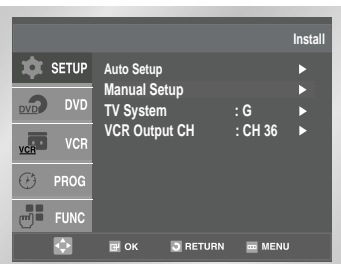 Install
SETUP
Auto Setup
Manual Setup
DVD DVD
TV System : G
VCR Output CH : CH 36
VCR VCR
PROG
FUNC
OK RETURN MENU